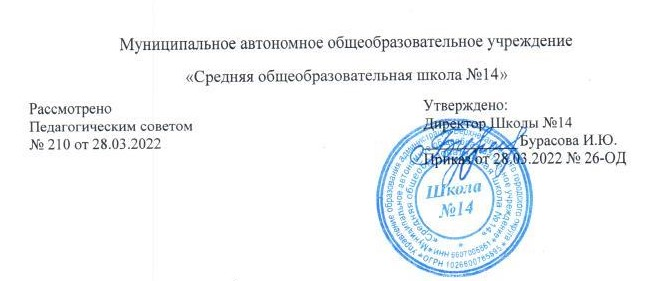 Муниципальное автономное общеобразовательное учреждение
«Средняя общеобразовательная школа №14»
Рассмотрено
Педагогическим советом
№ 210 от 28.03.2022
Утверждено:
Директор Школы №14
Бурасова И.Ю.
Приказ от 28.03.2022 № 26-ОД
Школа
№14